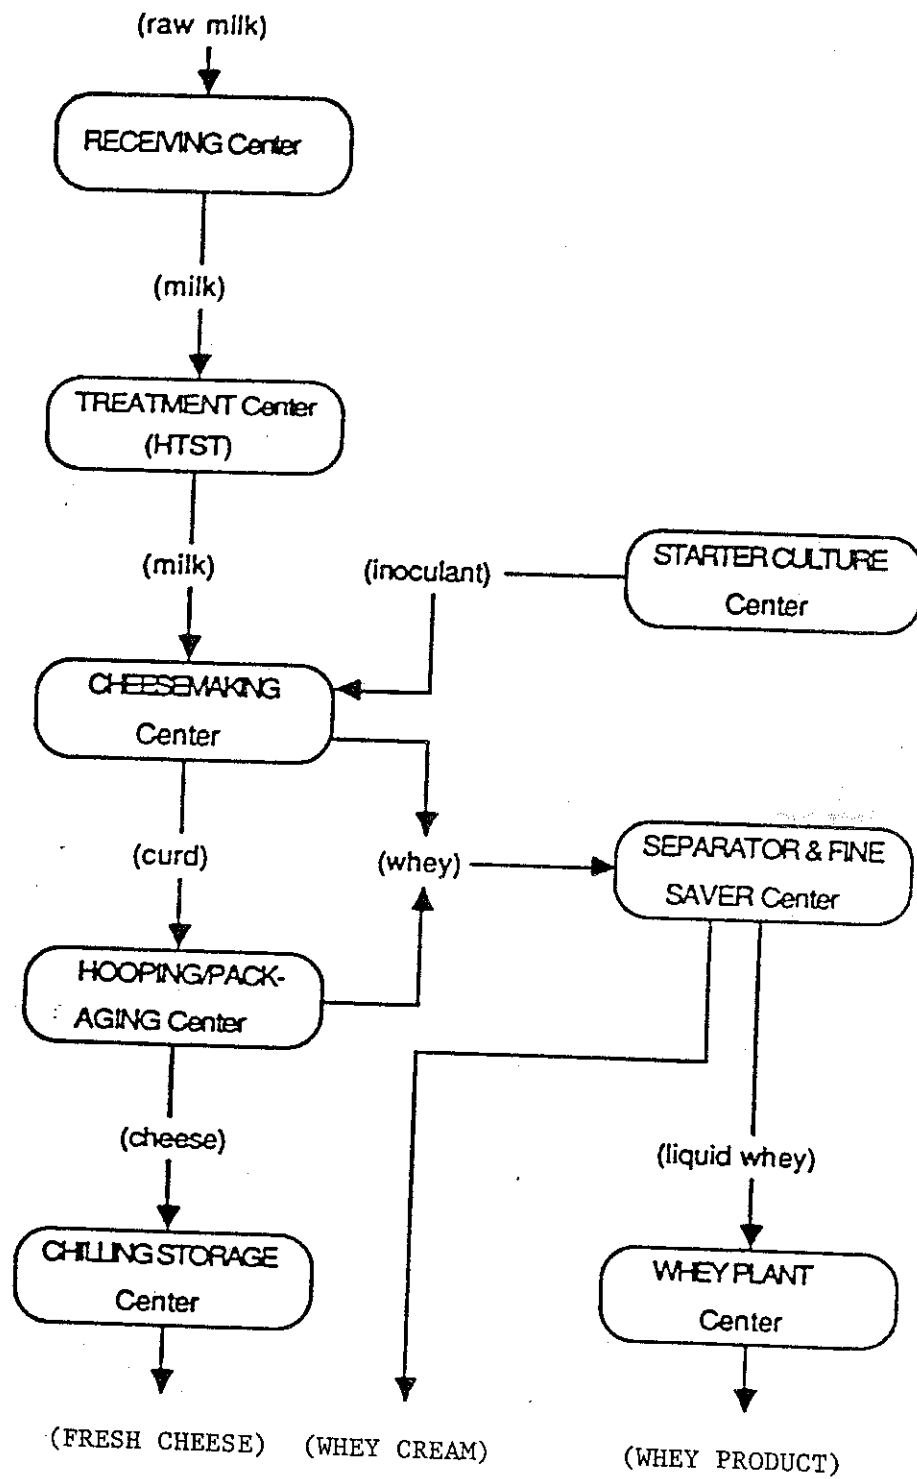 (raw milk)
RECEIVING Center
(milk)
TREATMENT Center
(HTST)
(milk)
(inoculant)
STARTER CULTURE
Center
CHEESEMAKING
Center
(curd)
(whey)
SEPARATOR & FINE
SAVER Center
HOOPING/PACK-
AGING Center
(cheese)
(liquid whey)
CHILLING STORAGE
Center
WHEY PLANT
Center
(FRESH CHEESE)
(WHEY CREAM)
(WHEY PRODUCT)